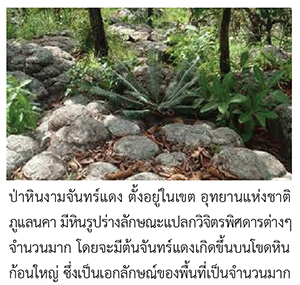 ป่าหินงามจันทร์แดง ตั้งอยู่ในเขต อุทยานแห่งชาติ
ภูแลนคา มีหินรูปร่างลักษณะแปลกวิจิตรพิศดารต่างๆ
จำนวนมาก โดยจะมีต้นจันทร์แดงเกิดขึ้นบนโขดหิน
ก้อนใหญ่ ซึ่งเป็นเอกลักษณ์ของพื้นที่เป็นจำนวนมาก